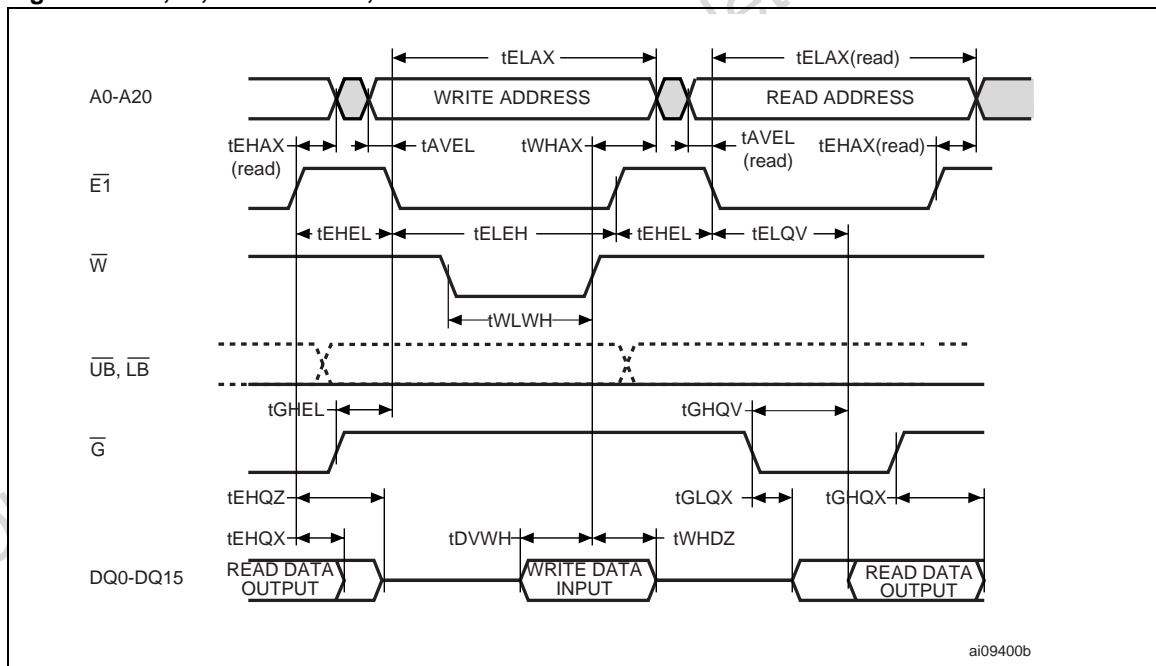 tELAX
tELAX(read)
A0-A20
WRITE ADDRESS
READ ADDRESS
tEHAX
(read)
tAVEL
tWHAX
tAVEL
(read)
tEHAX(read)
E1
tEHEL
tELEH
tEHEL
tELQV
W
tWLWH
UB, LB
tGHEL
tGHQV
G
tEHQZ
tGLQX
tGHQX
tEHQX
tDVWH
tWHDZ
DQ0-DQ15
READ DATA
OUTPUT
WRITE DATA
INPUT
READ DATA
OUTPUT
ai09400b